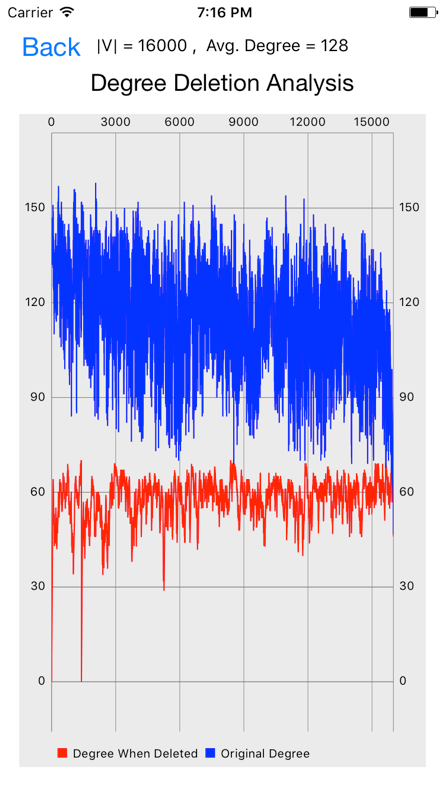 Carrier 7:16 PM
Back |V| = 16000 , Avg. Degree = 128
Degree Deletion Analysis
0 3000 6000 9000 12000 15000
150 150
120 120
90 90
60 60
30 30
0 0
Degree When Deleted Original Degree